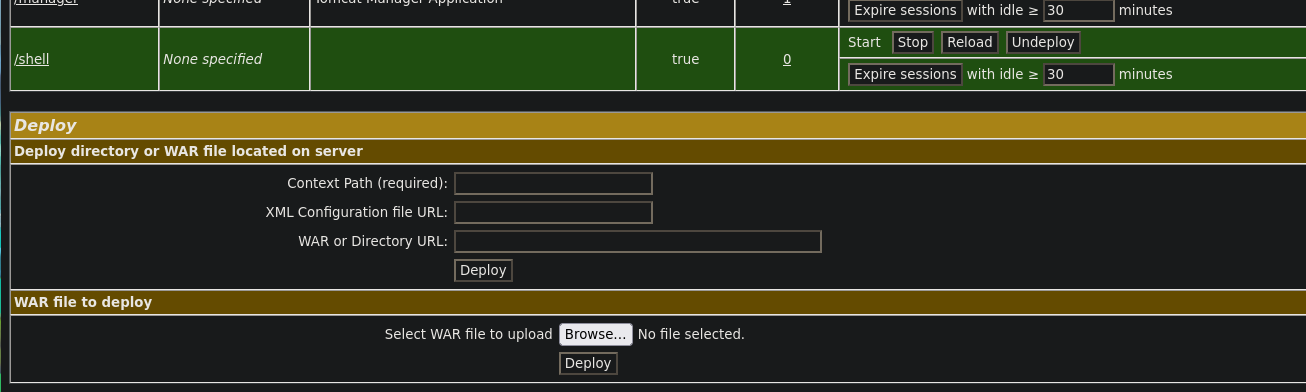 /manager None specified Tomcat Manager Application true 1
Expire sessions with idle ≥ 30 minutes
Start Stop Reload Undeploy
/shell None specified true 0
Expire sessions with idle ≥ 30 minutes
Deploy
Deploy directory or WAR file located on server
Context Path (required):
XML Configuration file URL:
WAR or Directory URL:
Deploy
WAR file to deploy
Select WAR file to upload Browse... No file selected.
Deploy